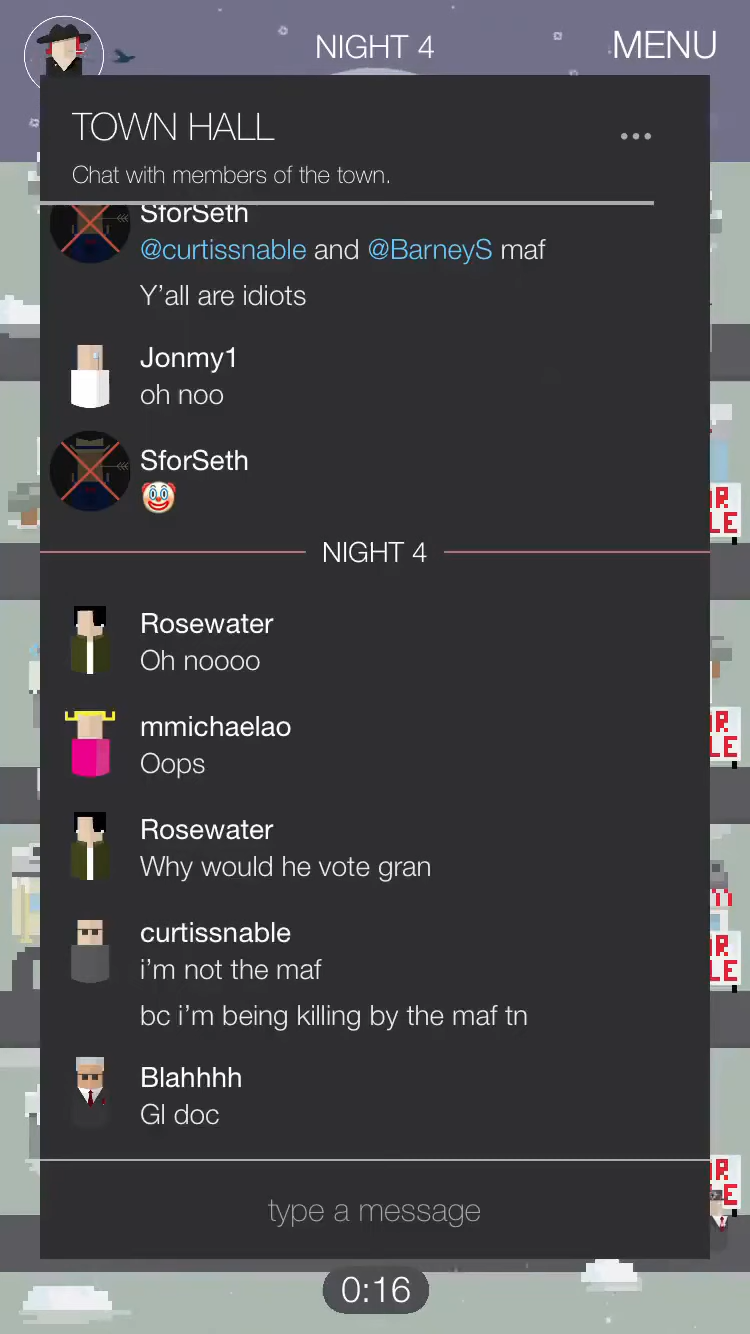 NIGHT 4
MENU
TOWN HALL
Chat with members of the town.
SforSeth
@curtissnable and @BarneyS maf
Y'all are idiots
Jonmy1
oh noo
SforSeth
🤡
NIGHT 4
Rosewater
Oh noooo
mmichaelao
Oops
Rosewater
Why would he vote gran
curtissnable
i'm not the maf
bc i'm being killing by the maf tn
Blahhhh
Gl doc
type a message
0:16